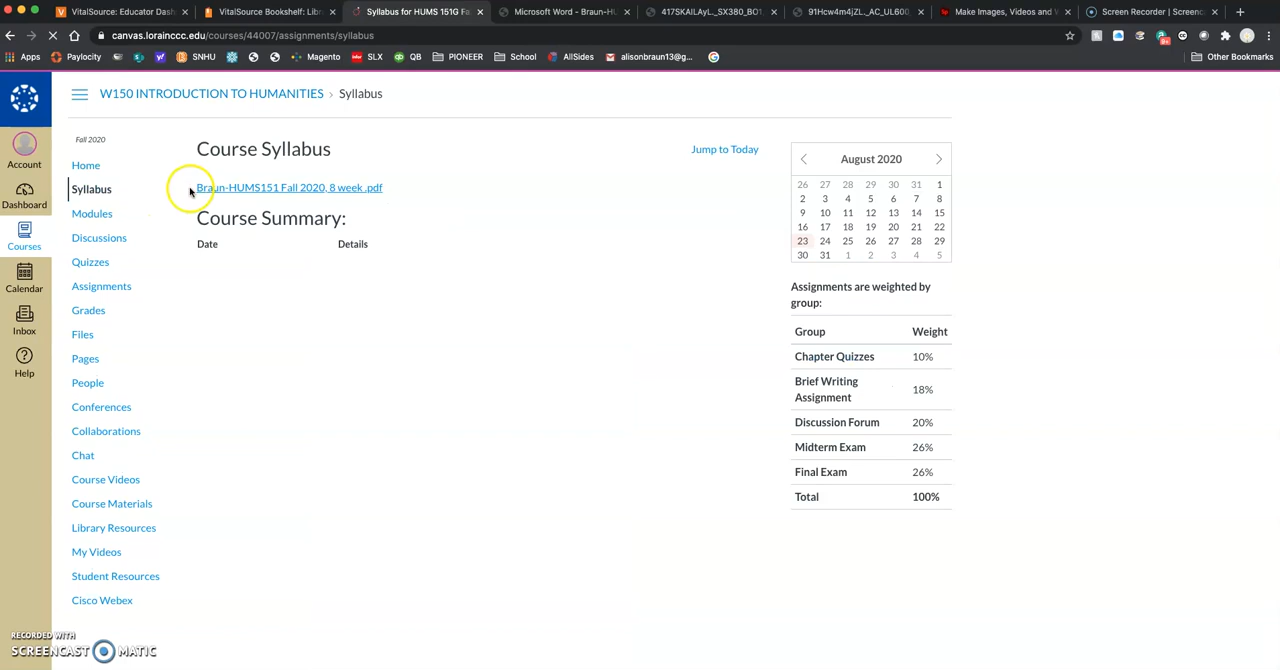 VitalSource: Educator Dash
VitalSource Bookshelf: Libr
Syllabus for HUMS 151G Fa
Microsoft Word - Braun-HU
417SKAILAyL._SX380_BO1,
91Hcw4m4jZL._AC_UL600_
Make Images, Videos and W
Screen Recorder | Screenc
canvas.lorainccc.edu/courses/44007/assignments/syllabus
Apps
Paylocity
SNHU
Magento
SLX
QB
PIONEER
School
AllSides
alisonbraun13@g...
Other Bookmarks
W150 INTRODUCTION TO HUMANITIES > Syllabus
Account
Dashboard
Courses
Calendar
Inbox
Help
Fall 2020
Home
Syllabus
Modules
Discussions
Quizzes
Assignments
Grades
Files
Pages
People
Conferences
Collaborations
Chat
Course Videos
Course Materials
Library Resources
My Videos
Student Resources
Cisco Webex
Course Syllabus
Jump to Today
Braun-HUMS151 Fall 2020, 8 week .pdf
Course Summary:
Date Details
August 2020
26 27 28 29 30 31 1
2 3 4 5 6 7 8
9 10 11 12 13 14 15
16 17 18 19 20 21 22
23 24 25 26 27 28 29
30 31 1 2 3 4 5
Assignments are weighted by
group:
Group Weight
Chapter Quizzes 10%
Brief Writing
Assignment 18%
Discussion Forum 20%
Midterm Exam 26%
Final Exam 26%
Total 100%
RECORDED WITH
SCREENCAST MATIC